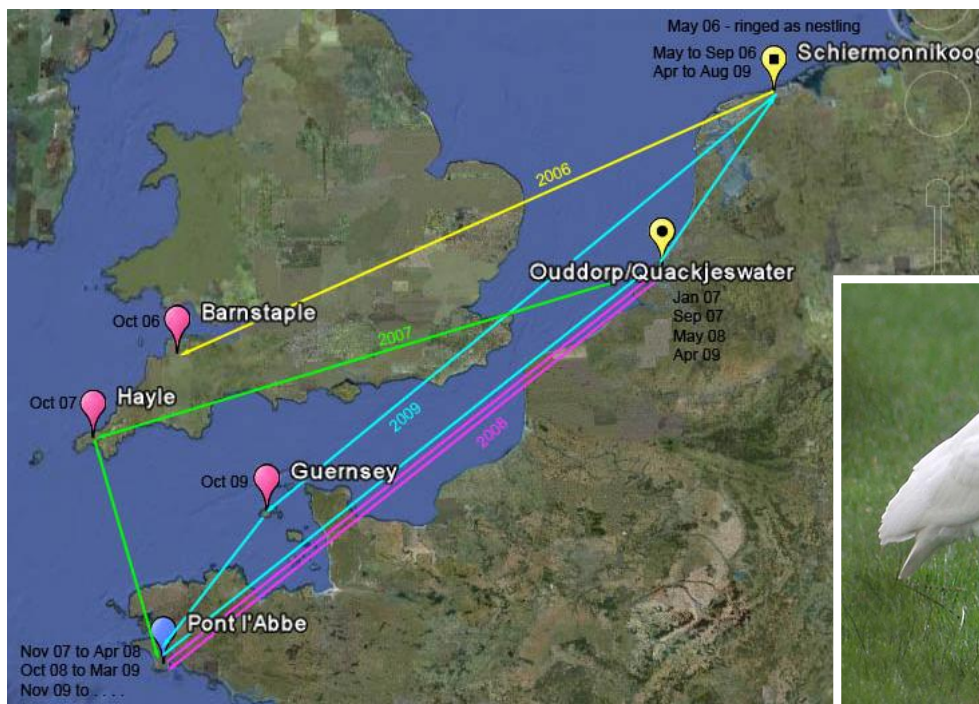 May 06 - ringed as nestling
May to Sep 06
Apr to Aug 09
Schiermonnikoog
2006
Ouddorp/Quackjeswater
Jan 07
Sep 07
May 08
Apr 09
Oct 06
Barnstaple
2007
Oct 07
Hayle
2009
2008
Oct 09
Guernsey
Pont l'Abbe
Nov 07 to Apr 08
Oct 08 to Mar 09
Nov 09 to . . . .